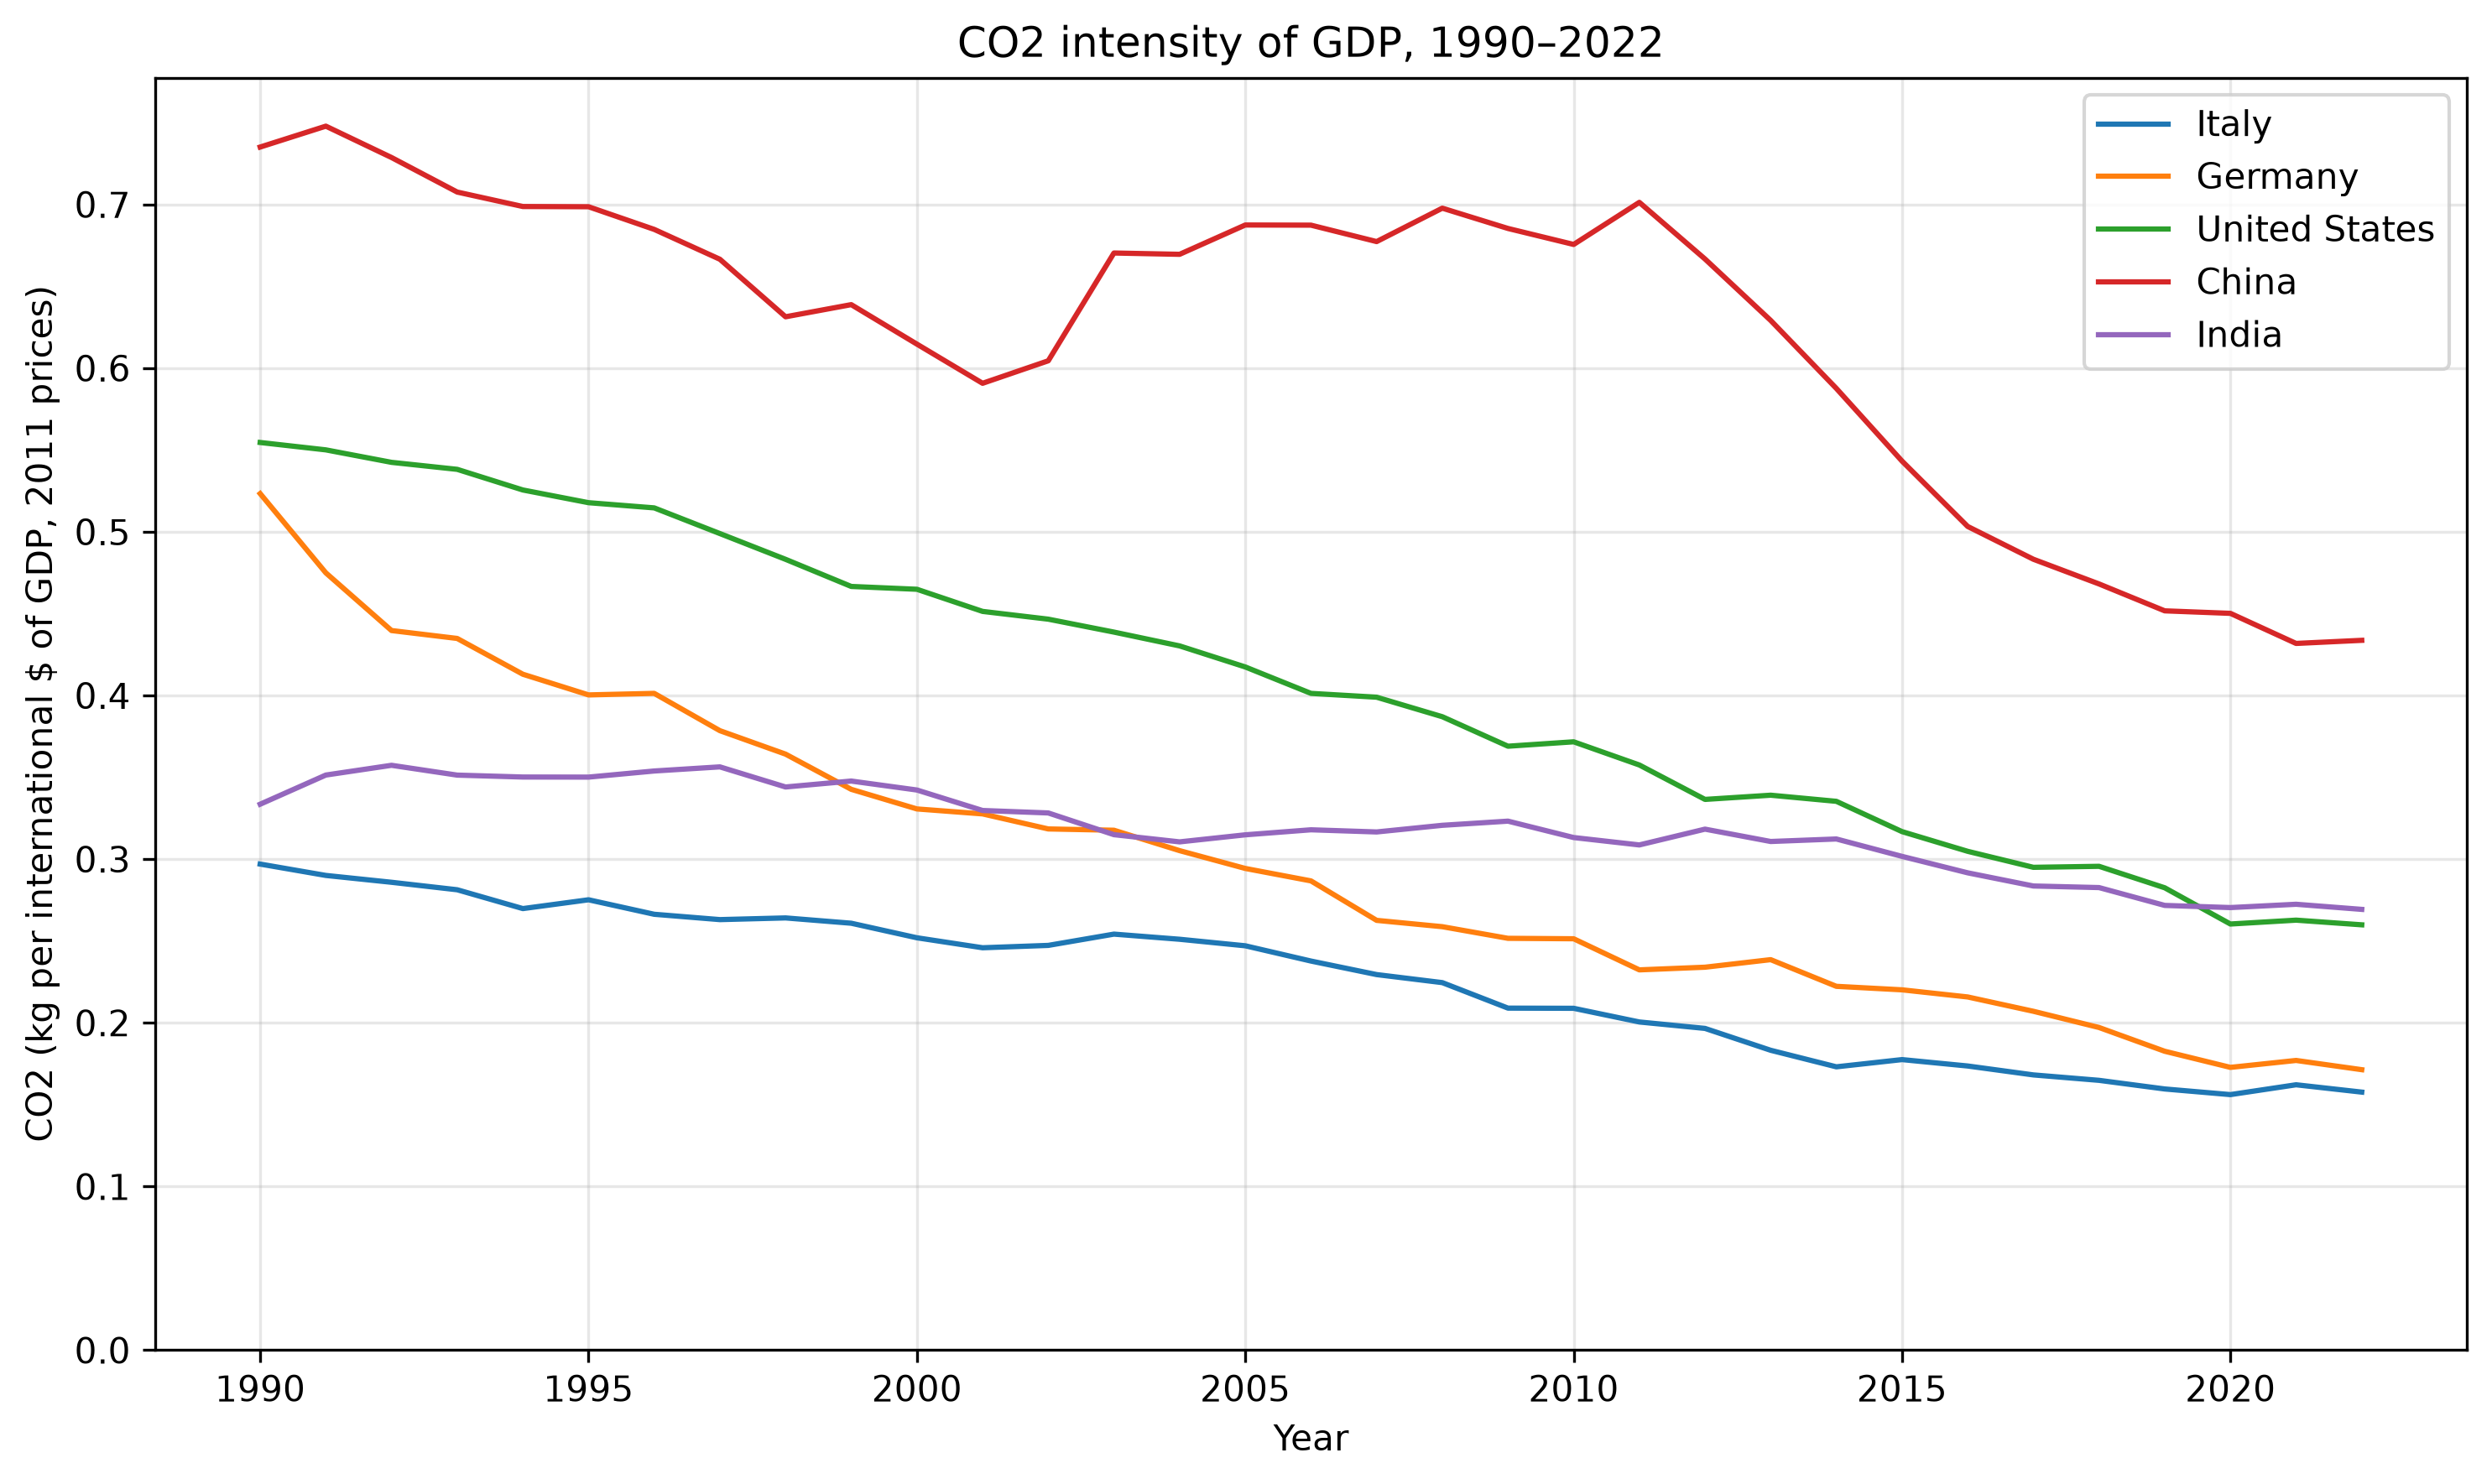 CO2 intensity of GDP, 1990–2022
CO2 (kg per international $ of GDP, 2011 prices)
0.7
0.6
0.5
0.4
0.3
0.2
0.1
0.0
Italy
Germany
United States
China
India
1990 1995 2000 2005 2010 2015 2020
Year